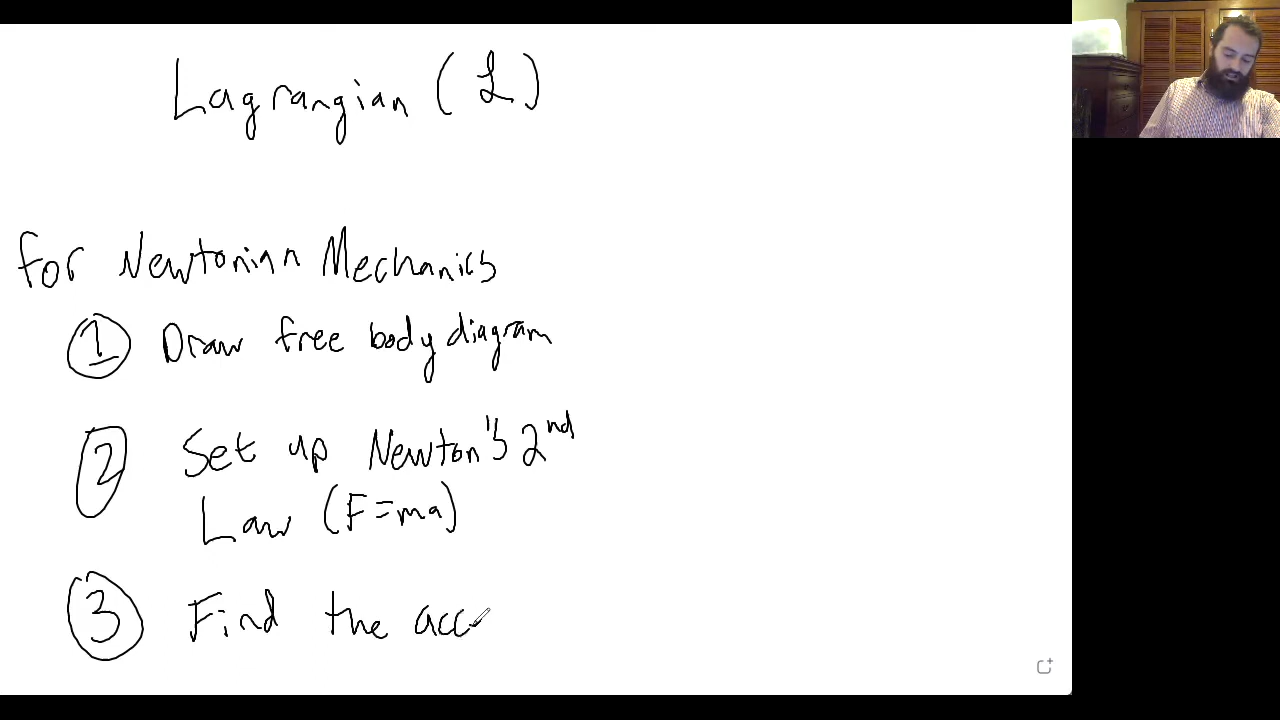 Lagrangian (ℒ)
For Newtonian Mechanics
① Draw free body diagram
② Set up Newton's 2nd
Law (F=ma)
③ Find the acc